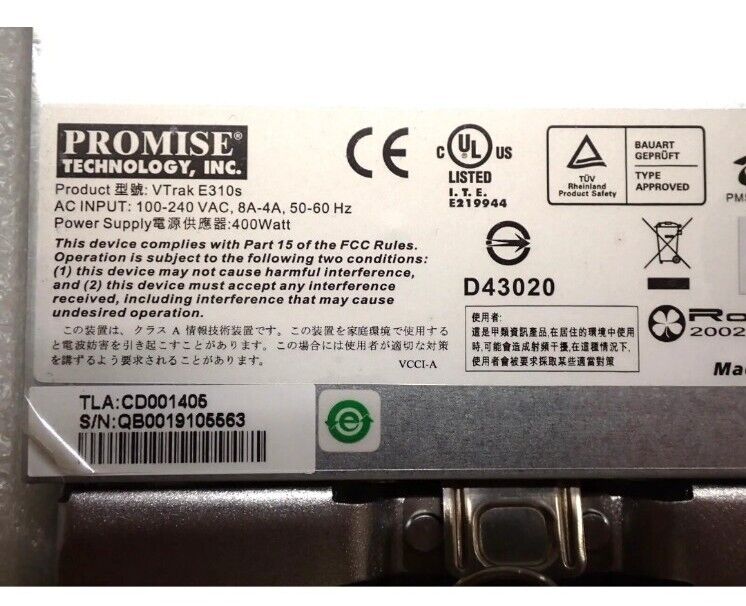 PROMISE®
TECHNOLOGY, INC.
Product 型號: VTrak E310s
AC INPUT: 100-240 VAC, 8A-4A, 50-60 Hz
Power Supply電源供應器:400Watt
This device complies with Part 15 of the FCC Rules.
Operation is subject to the following two conditions:
(1) this device may not cause harmful interference,
and (2) this device must accept any interference
received, including interference that may cause
undesired operation.
この装置は、クラス A 情報技術装置です。この装置を家庭環境で使用する
と電波妨害を引き起こすことがあります。この場合には使用者が適切な対策
を講ずるよう要求されることがあります。
VCCI-A
CE
c UL® US
LISTED
I. T. E.
E219944
TÜV
Rheinland
Product Safety
BAUART
GEPRÜFT
TYPE
APPROVED
D43020
使用者:
這是甲類資訊產品,在居住的環境中使用
時,可能會造成射頻干擾,在這種情況下,
使用者會被要求採取某些適當對策
2002
TLA:CD001405
S/N:QB0019105563